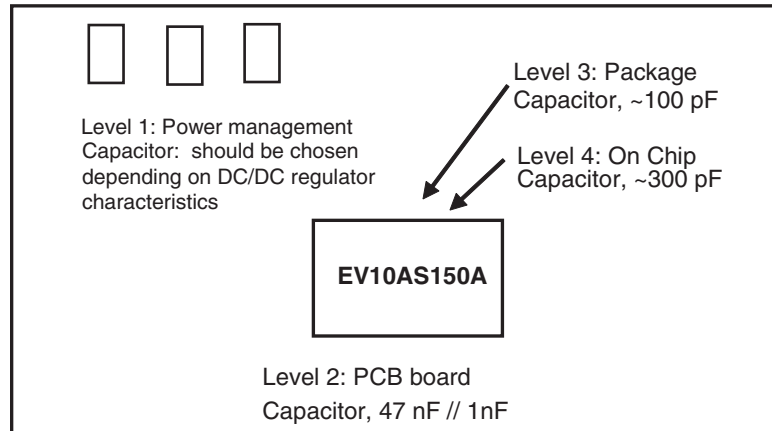 Level 1: Power management
Capacitor: should be chosen
depending on DC/DC regulator
characteristics
Level 3: Package
Capacitor, ~100 pF
Level 4: On Chip
Capacitor, ~300 pF
EV10AS150A
Level 2: PCB board
Capacitor, 47 nF // 1nF